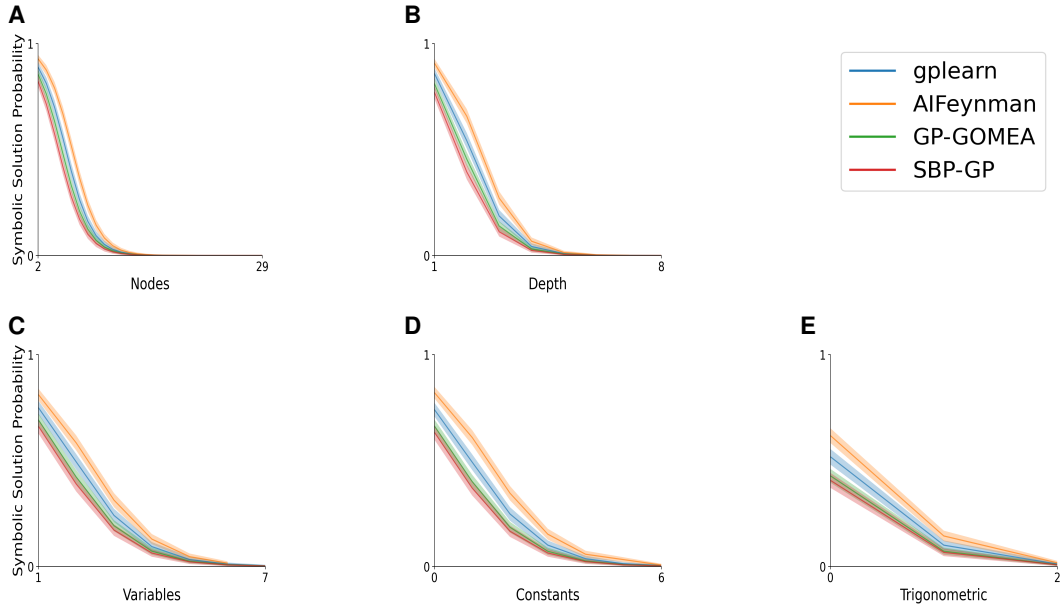 A
Symbolic Solution Probability
1
0
2
29
Nodes
B
1
0
1
8
Depth
gplearn
AIFeynman
GP-GOMEA
SBP-GP
C
Symbolic Solution Probability
1
0
1
7
Variables
D
1
0
0
6
Constants
E
1
0
0
2
Trigonometric